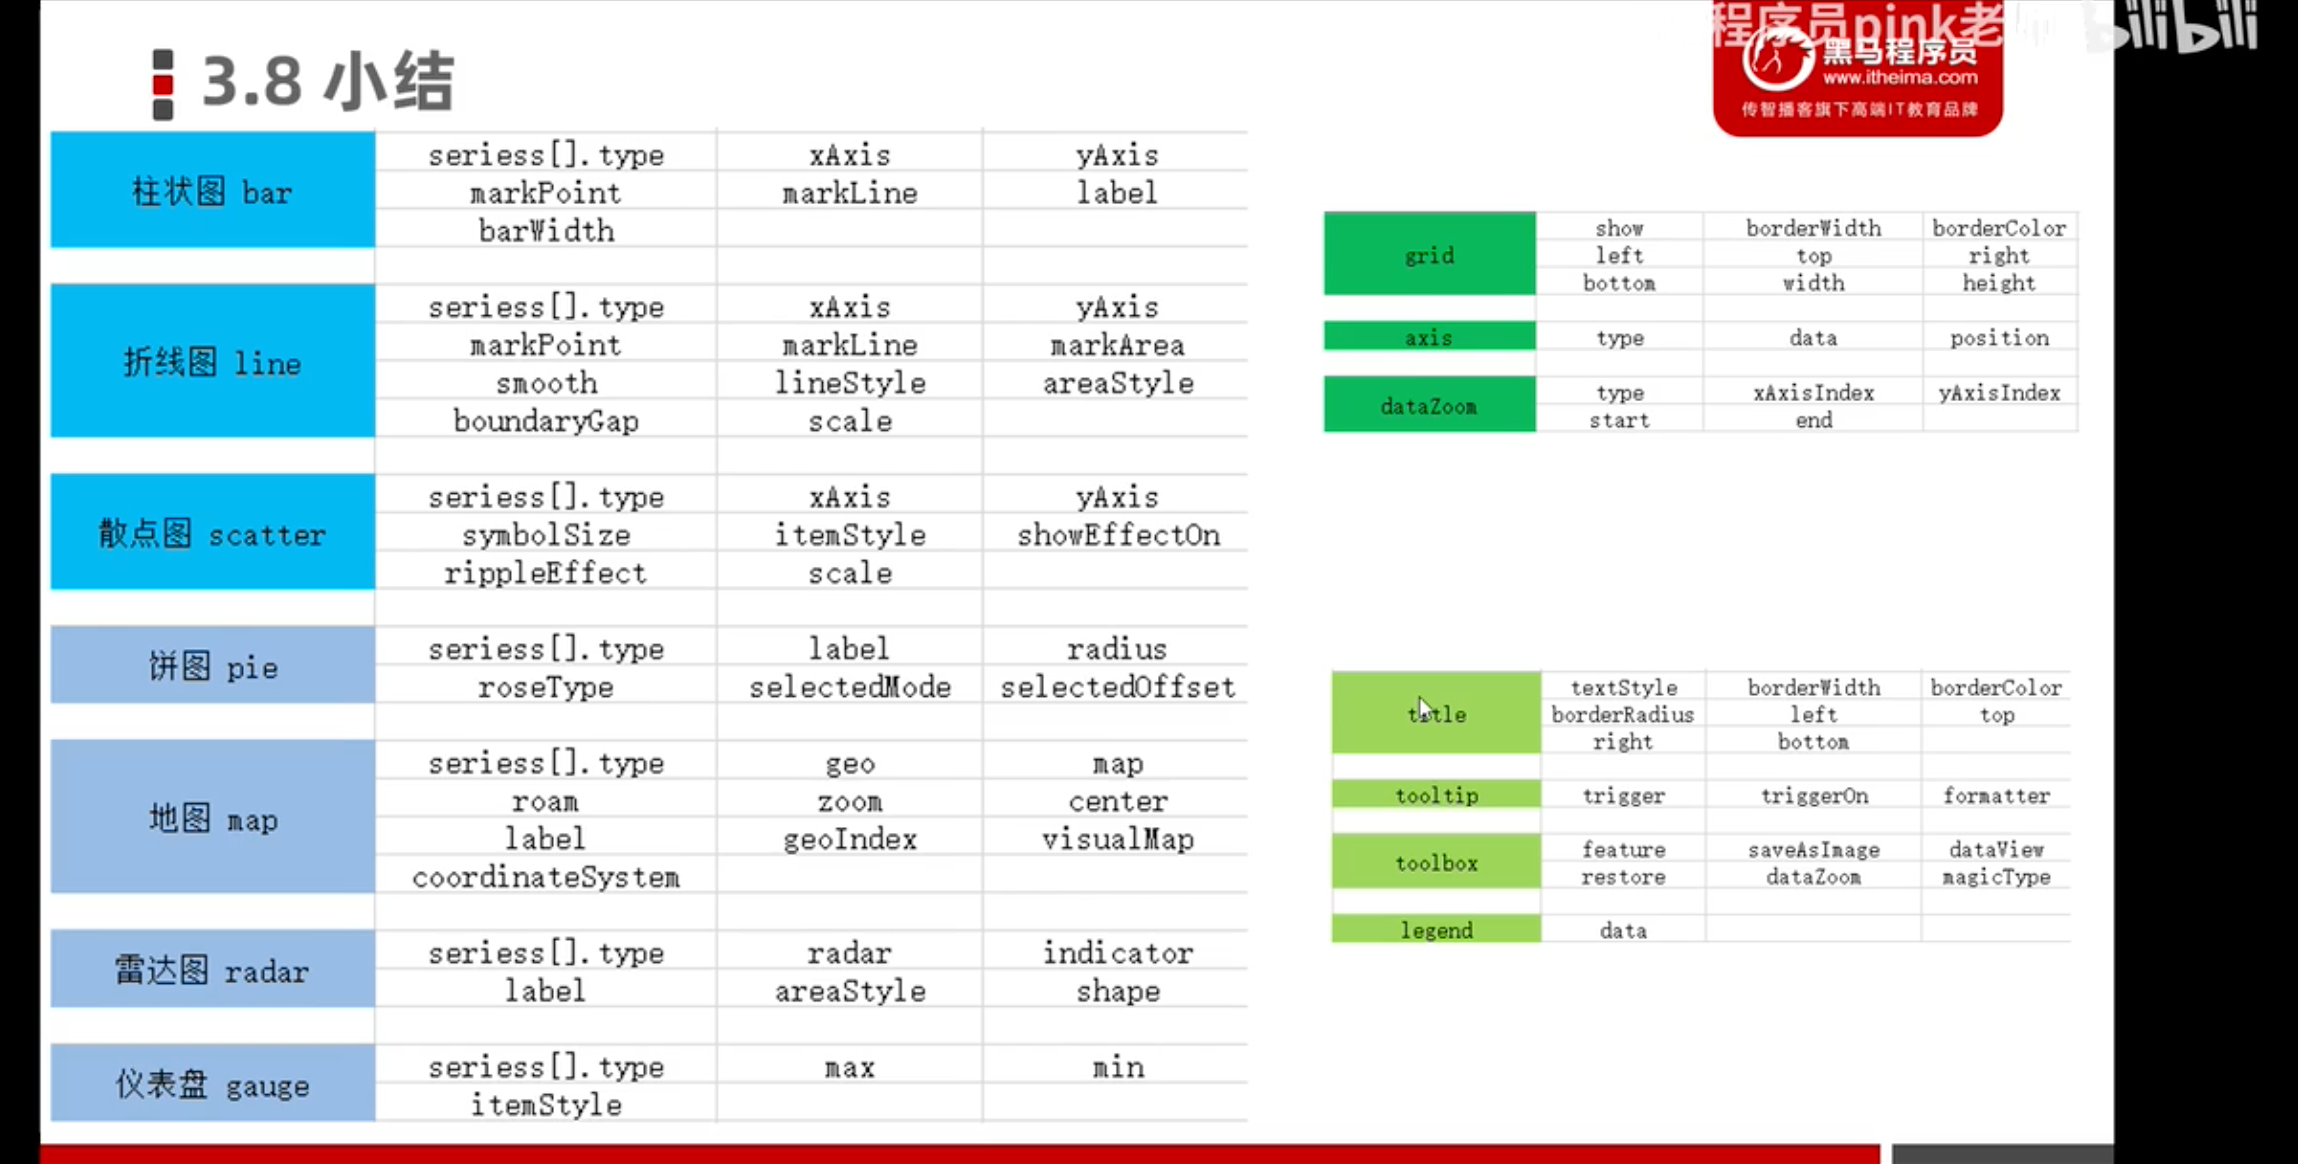 程序员pink老
bilibili
黑马程序员
www.itheima.com
传智播客旗下高端IT教育品牌
3.8 小结
柱状图 bar
seriess[].type xAxis yAxis
markPoint markLine label
barWidth
折线图 line
seriess[].type xAxis yAxis
markPoint markLine markArea
smooth lineStyle areaStyle
boundaryGap scale
散点图 scatter
seriess[].type xAxis yAxis
symbolSize itemStyle showEffectOn
rippleEffect scale
饼图 pie
seriess[].type label radius
roseType selectedMode selectedOffset
地图 map
seriess[].type geo map
roam zoom center
label geoIndex visualMap
coordinateSystem
雷达图 radar
seriess[].type radar indicator
label areaStyle shape
仪表盘 gauge
seriess[].type max min
itemStyle
grid
show borderWidth borderColor
left top right
bottom width height
axis type data position
dataZoom
type xAxisIndex yAxisIndex
start end
title
textStyle borderWidth borderColor
borderRadius left top
right bottom
tooltip trigger triggerOn formatter
toolbox
feature saveAsImage dataView
restore dataZoom magicType
legend data